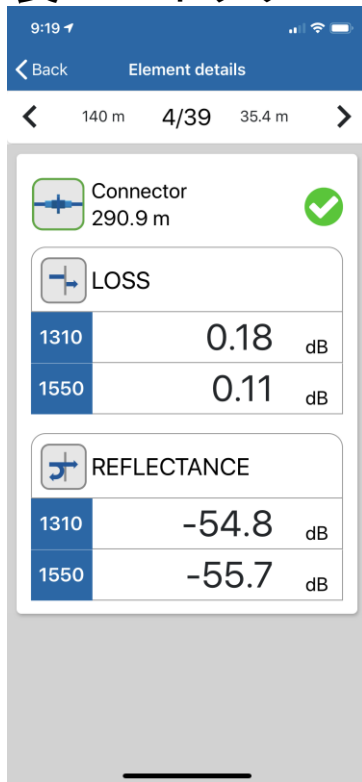 9:19
Back Element details
140 m 4/39 35.4 m
Connector
290.9 m
LOSS
1310 0.18 dB
1550 0.11 dB
REFLECTANCE
1310 -54.8 dB
1550 -55.7 dB